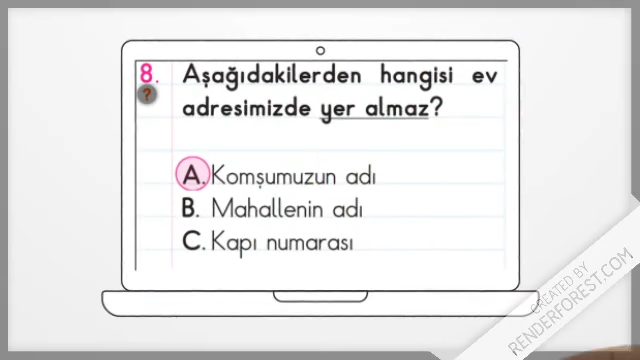 8. Aşağıdakilerden hangisi ev
?
adresimizde yer almaz?
A. Komşumuzun adı
B. Mahallenin adı
C. Kapı numarası
CREATED BY
RENDERFOREST.COM